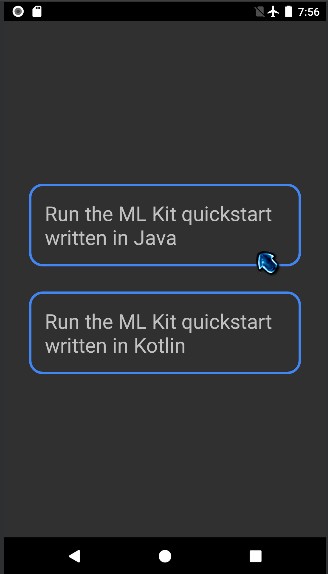 7:56
Run the ML Kit quickstart
written in Java
Run the ML Kit quickstart
written in Kotlin